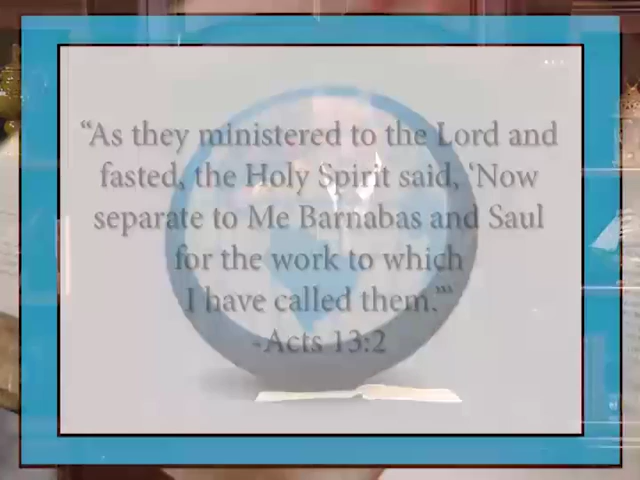 “As they ministered to the Lord and
fasted, the Holy Spirit said, ‘Now
separate to Me Barnabas and Saul
for the work to which
I have called them.’”
-Acts 13:2